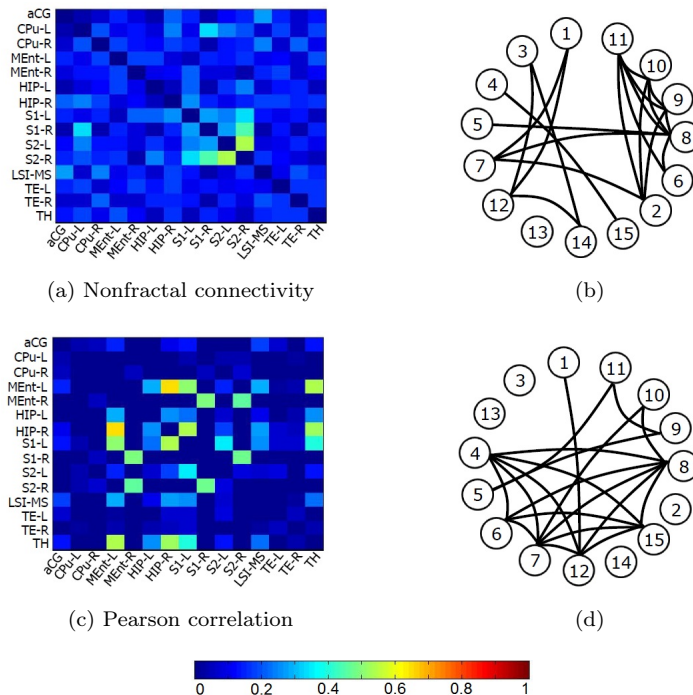 aCG
CPu-L
CPu-R
MEnt-L
MEnt-R
HIP-L
HIP-R
S1-L
S1-R
S2-L
S2-R
LSI-MS
TE-L
TE-R
TH
aCG CPu-L CPu-R MEnt-L MEnt-R HIP-L HIP-R S1-L S1-R S2-L S2-R LSI-MS TE-L TE-R TH
(a) Nonfractal connectivity
1
3
4
5
7
12
13
14
15
2
6
8
9
10
11
(b)
aCG
CPu-L
CPu-R
MEnt-L
MEnt-R
HIP-L
HIP-R
S1-L
S1-R
S2-L
S2-R
LSI-MS
TE-L
TE-R
TH
aCG CPu-L CPu-R MEnt-L MEnt-R HIP-L HIP-R S1-L S1-R S2-L S2-R LSI-MS TE-L TE-R TH
(c) Pearson correlation
1
3
13
4
5
6
7
12
14
15
2
8
9
10
11
(d)
0 0.2 0.4 0.6 0.8 1